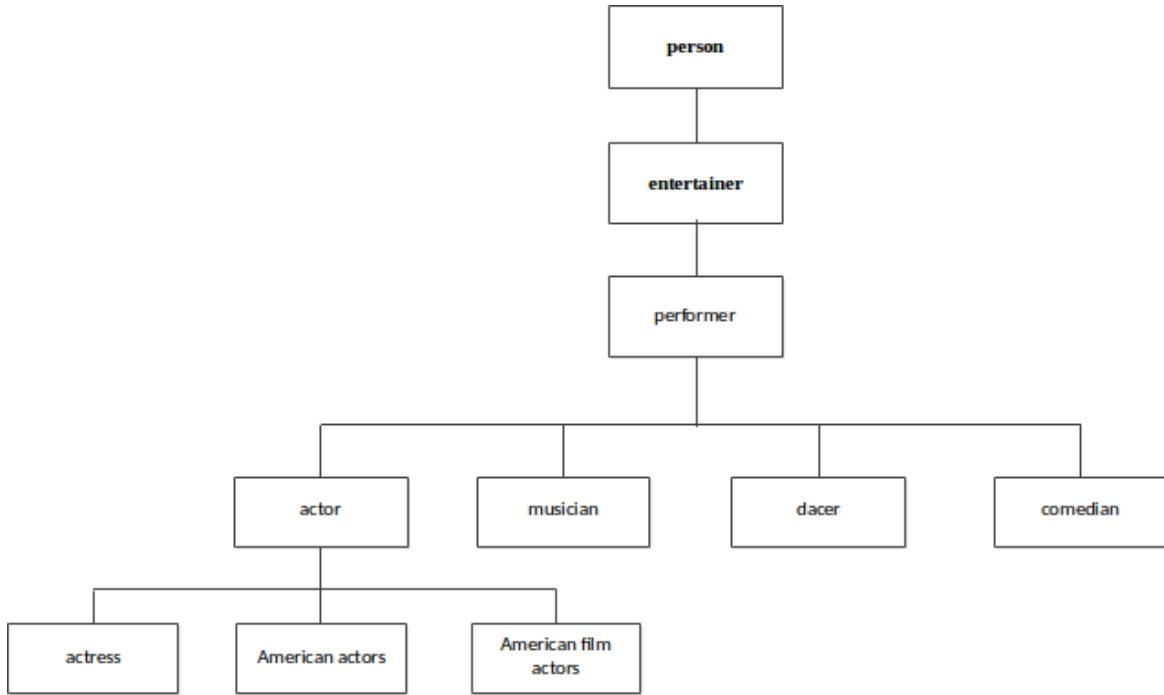 person
entertainer
performer
actor
musician
dacer
comedian
actress
American actors
American film
actors